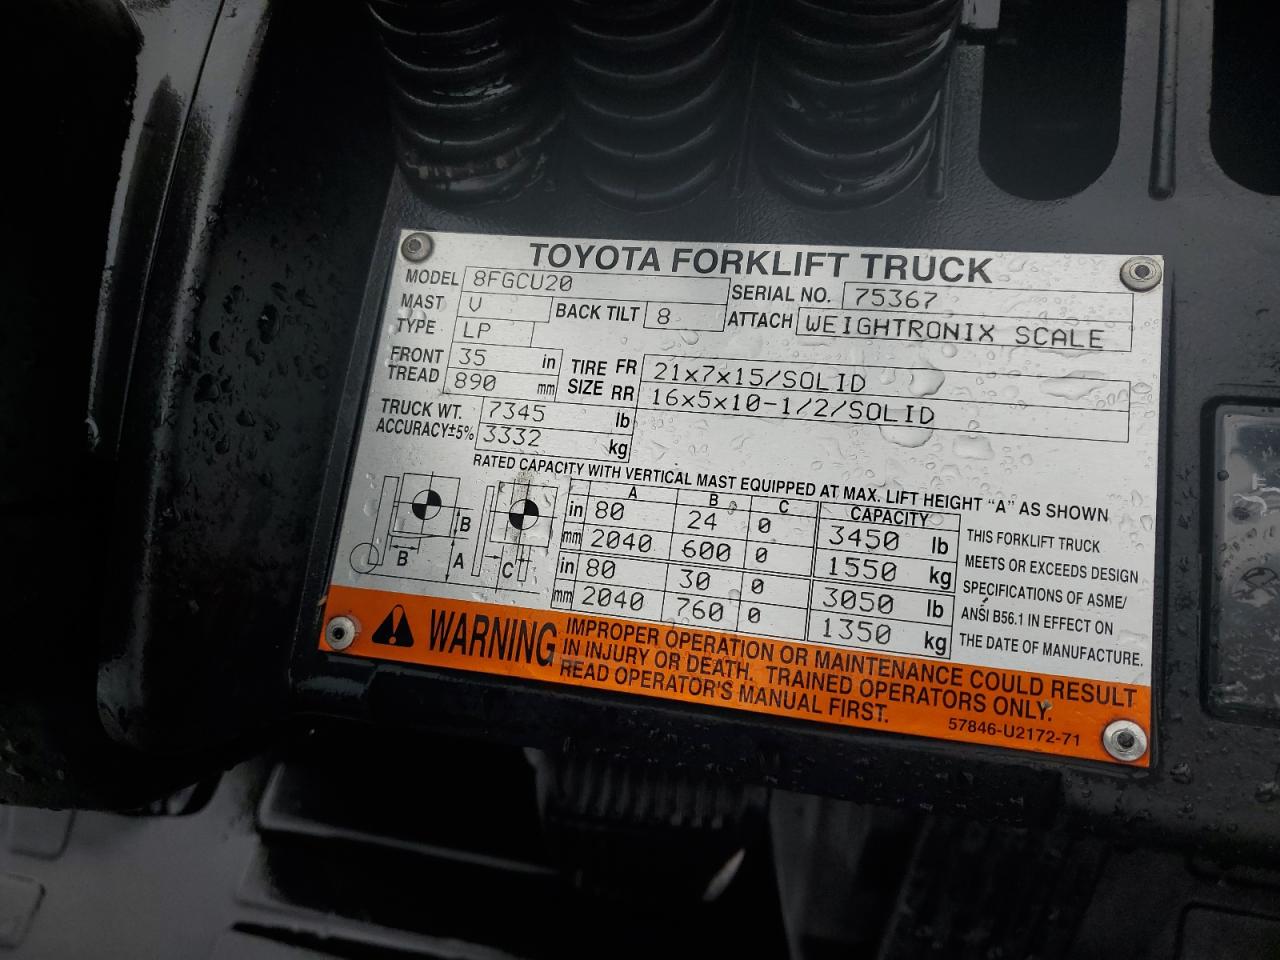 TOYOTA FORKLIFT TRUCK
MODEL 8FGCU20 SERIAL NO. 75367
MAST V BACK TILT 8 ATTACH WEIGHTRONIX SCALE
TYPE LP
FRONT TREAD 35 in 890 mm
TIRE SIZE FR 21x7x15/SOLID
RR 16x5x10-1/2/SOLID
TRUCK WT. 7345 lb
ACCURACY±5% 3332 kg
RATED CAPACITY WITH VERTICAL MAST EQUIPPED AT MAX. LIFT HEIGHT "A" AS SHOWN
A B C CAPACITY
in 80 24 0 3450 lb
mm 2040 600 0 1550 kg
in 80 30 0 3050 lb
mm 2040 760 0 1350 kg
B B A C
THIS FORKLIFT TRUCK
MEETS OR EXCEEDS DESIGN
SPECIFICATIONS OF ASME/
ANSI B56.1 IN EFFECT ON
THE DATE OF MANUFACTURE.
WARNING
IMPROPER OPERATION OR MAINTENANCE COULD RESULT
IN INJURY OR DEATH. TRAINED OPERATORS ONLY.
READ OPERATOR'S MANUAL FIRST.
57846-U2172-71